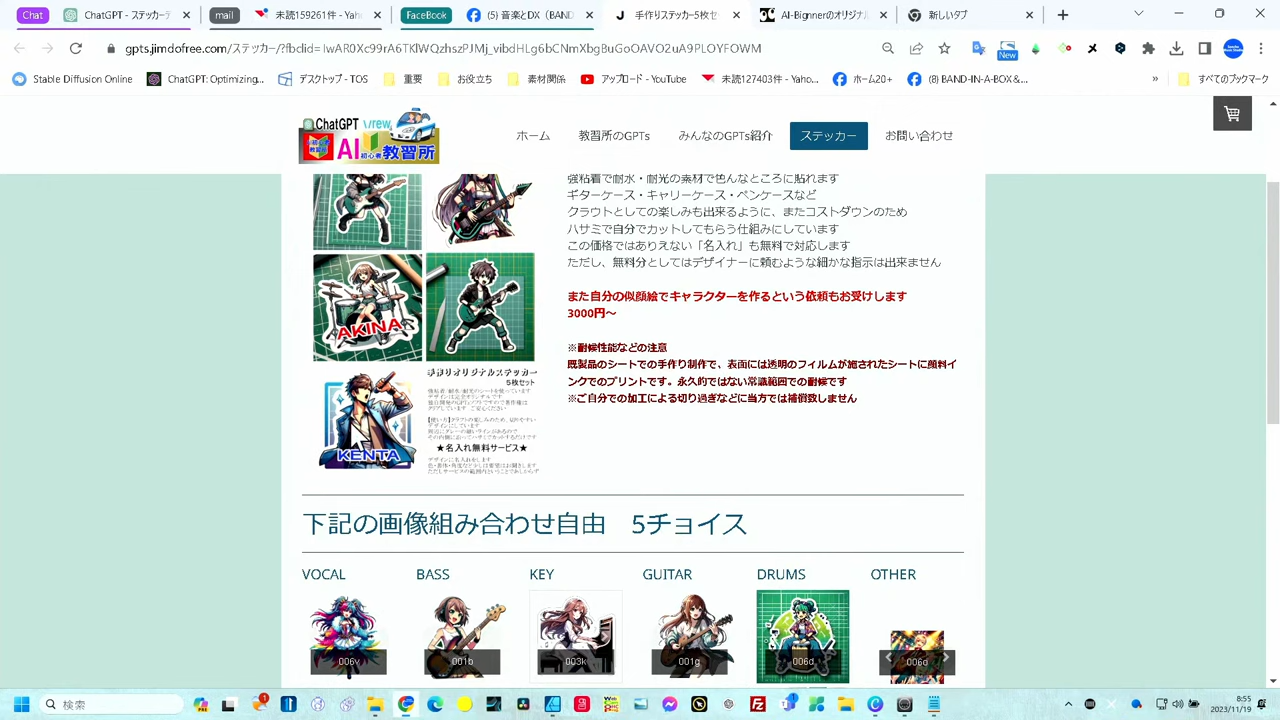 Chat
ChatGPT - ステッカーデ
mail
未読159261件 - Yah
FaceBook
(5) 音楽とDX（BAND
手作りステッカー5枚セ
AI-Bignnerのオリジナ
新しいタブ
gpts.jimdofree.com/ステッカー/?fbclid=IwAR0Xc99rA6TKlWQzhszPJMj_vibdHLg6bCNmXbgBuGoOAVO2uA9PLOYFCWM
New
Stable Diffusion Online
ChatGPT: Optimizing...
デスクトップ - TOS
重要
お役立ち
素材関係
アップロード - YouTube
未読127403件 - Yaho...
ホーム20+
(8) BAND-IN-A-BOX &...
»
すべてのブックマーク
ChatGPT Vrew
AI初心者教習所
ホーム
教習所のGPTs
みんなのGPTs紹介
ステッカー
お問い合わせ
強粘着で耐水・耐光の素材で色んなところに貼れます
ギターケース・キャリーケース・ペンケースなど
クラウトとしての楽しみも出来るように、またコストダウンのため
ハサミで自分でカットしてもらう仕組みにしています
この価格ではありえない「名入れ」も無料で対応します
ただし、無料分としてはデザイナーに頼むような細かな指示は出来ません
また自分の似顔絵でキャラクターを作るという依頼もお受けします
3000円〜
※耐候性能などの注意
既製品のシートでの手作り制作で、表面には透明のフィルムが施されたシートに顔料イ
ンクでのプリントです。永久的ではない常識範囲での耐候です
※ご自分での加工による切り過ぎなどに当方では補償致しません
AKINA
KENTA
手作りオリジナルステッカー
5枚セット
★名入れ無料サービス★
下記の画像組み合わせ自由　5チョイス
VOCAL
BASS
KEY
GUITAR
DRUMS
OTHER
006v
001b
003k
001g
006d
006o
検索
8:55
2023/11/19